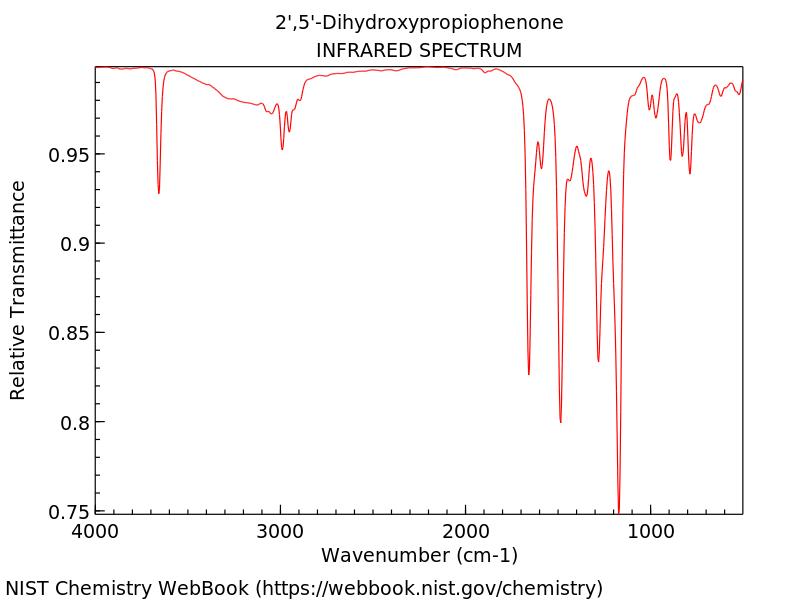 2',5'-Dihydroxypropiophenone
INFRARED SPECTRUM
Relative Transmittance
0.95
0.9
0.85
0.8
0.75
4000
3000
2000
1000
Wavenumber (cm-1)
NIST Chemistry WebBook (https://webbook.nist.gov/chemistry)